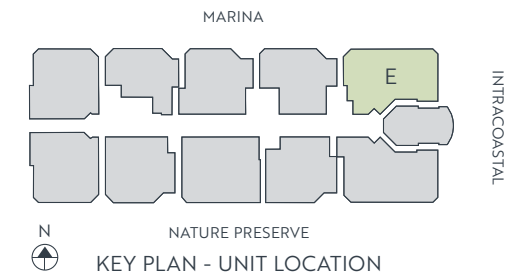 MARINA
E
INTRACOASTAL
N
NATURE PRESERVE
KEY PLAN - UNIT LOCATION